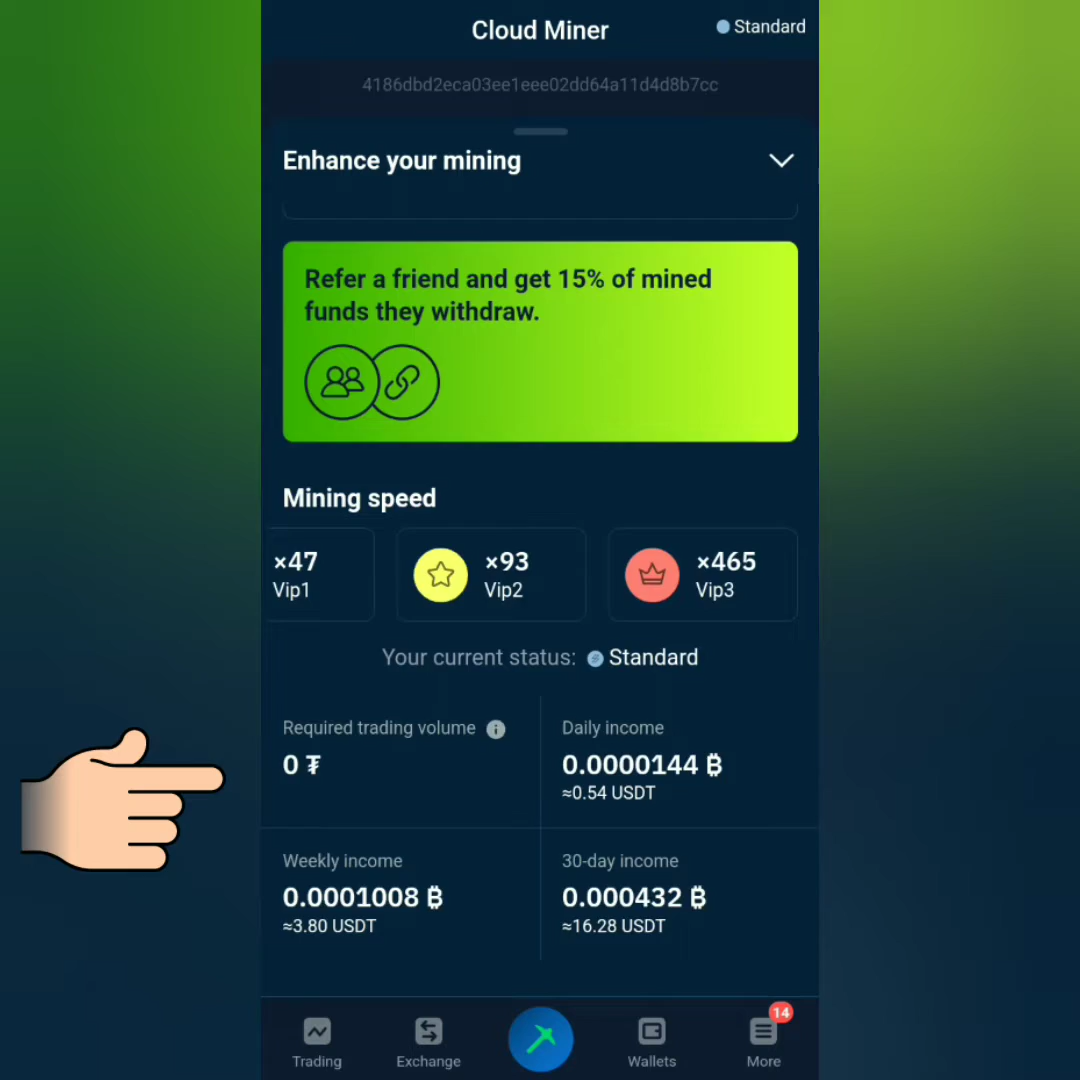 Cloud Miner
Standard
4186dbd2eca03ee1eee02dd64a11d4d8b7cc
Enhance your mining
Refer a friend and get 15% of mined
funds they withdraw.
Mining speed
×47
Vip1
×93
Vip2
×465
Vip3
Your current status: Standard
Required trading volume
0 ₮
Daily income
0.0000144 ₿
≈0.54 USDT
Weekly income
0.0001008 ₿
≈3.80 USDT
30-day income
0.000432 ₿
≈16.28 USDT
14
Trading
Exchange
Wallets
More